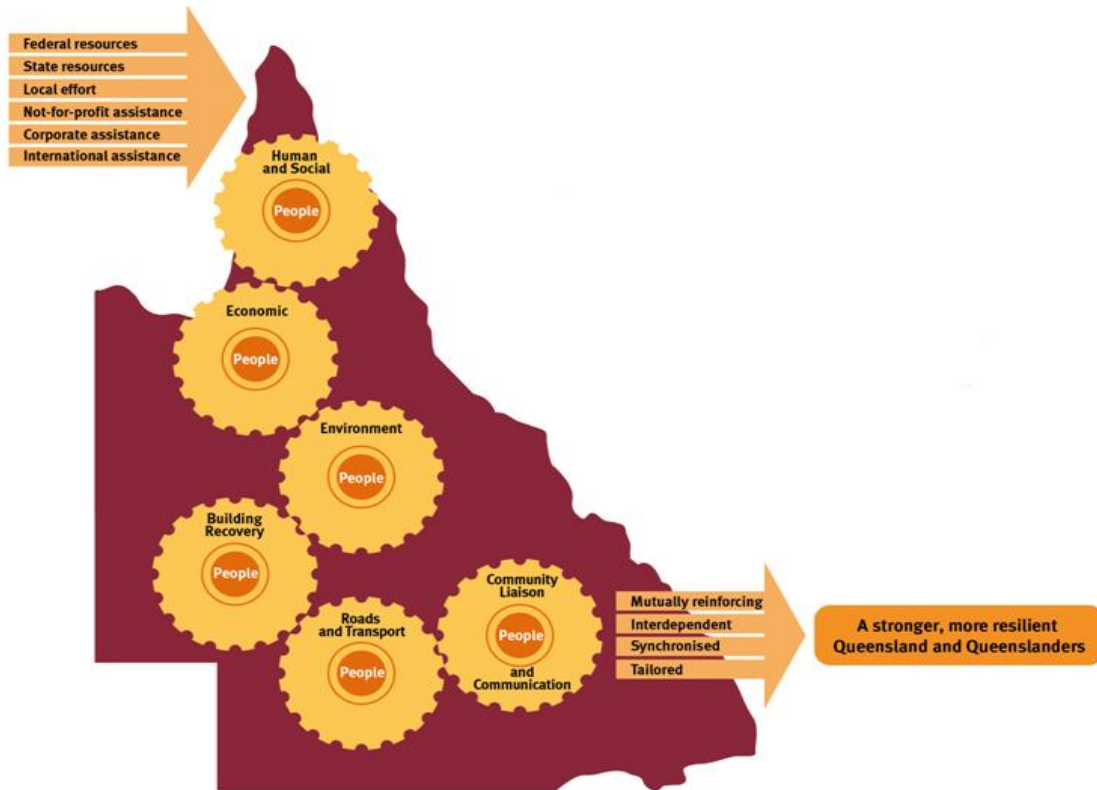 Federal resources
State resources
Local effort
Not-for-profit assistance
Corporate assistance
International assistance
Human
and Social
People
Economic
People
Environment
People
Building
Recovery
People
Roads
and Transport
People
Community
Liaison
People
and
Communication
Mutually reinforcing
Interdependent
Synchronised
Tailored
A stronger, more resilient
Queensland and Queenslanders